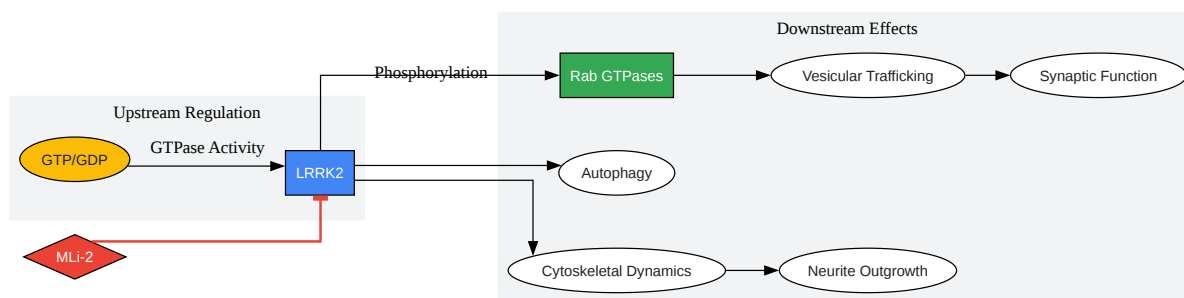 Downstream Effects
Phosphorylation
Rab GTPases
Vesicular Trafficking
Synaptic Function
Upstream Regulation
GTPase Activity
GTP/GDP
LRRK2
Autophagy
MLi-2
Cytoskeletal Dynamics
Neurite Outgrowth